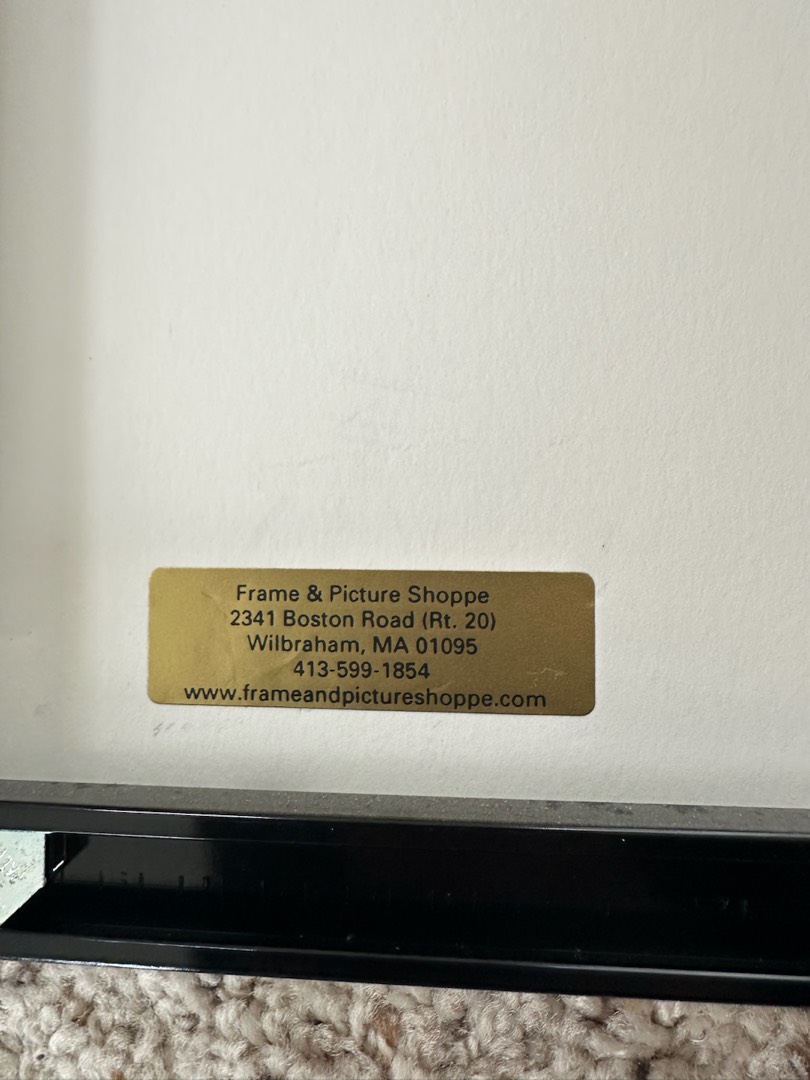 Frame & Picture Shoppe
2341 Boston Road (Rt. 20)
Wilbraham, MA 01095
413-599-1854
www.frameandpictureshoppe.com